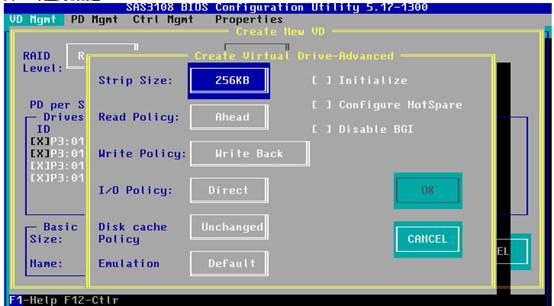 SAS3108 BIOS Configuration Utility 5.17-1300
VD Mgmt PD Mgmt Ctrl Mgmt Properties
Create New VD
RAID Level: R
Create Virtual Drive-Advanced
Strip Size: 256KB [ ] Initialize
[ ] Configure HotSpare
PD per S
Drives
Read Policy: Ahead
[ ] Disable BGI
ID
[X]P3:01
[X]P3:01
Write Policy: Write Back
[X]P3:01
[X]P3:01
I/O Policy: Direct OK
Basic
Size:
Disk cache Policy Unchanged CANCEL
EL
Name:
Emulation Default
F1-Help F12-Ctlr